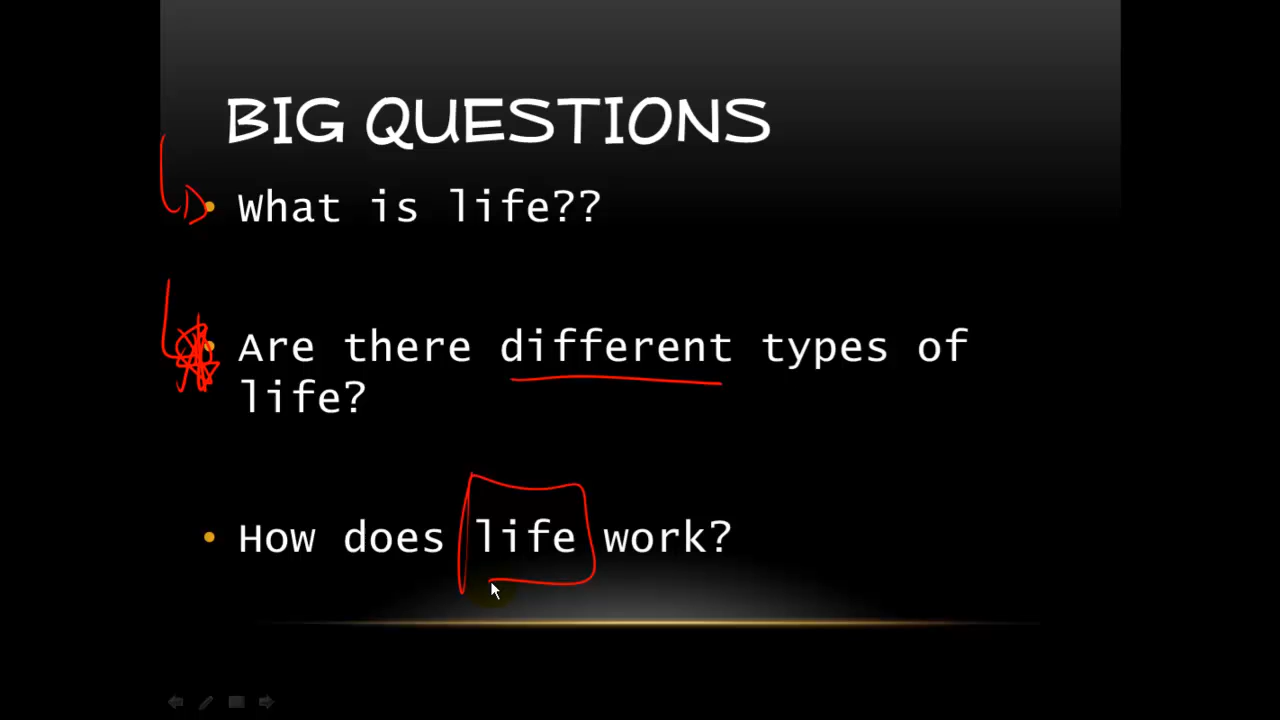 BIG QUESTIONS
• What is life??
• Are there different types of
life?
• How does life work?